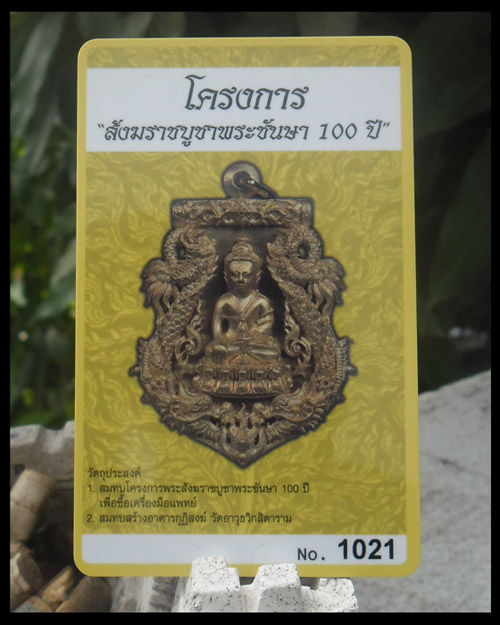 โครงการ
"สังฆราชบูชาพระชันษา 100 ปี"
วัตถุประสงค์
1. สมทบโครงการพระสังฆราชบูชาพระชันษา 100 ปี
เพื่อซื้อเครื่องมือแพทย์
2. สมทบสร้างอาคารกุฏิสงฆ์ วัดอาวุธวิกสิตาราม
No. 1021